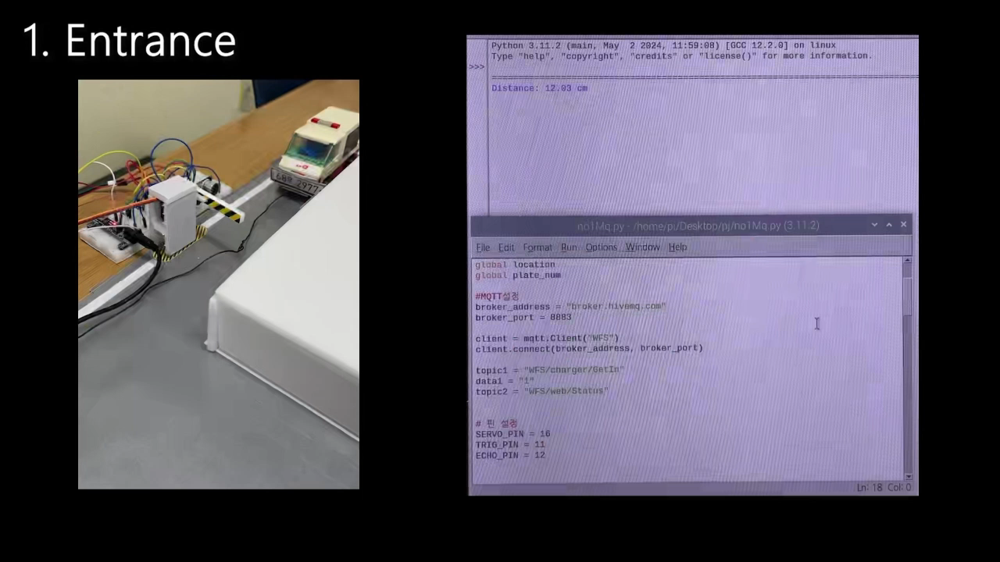 1. Entrance
Python 3.11.2 (main, May  2 2024, 11:59:08) [GCC 12.2.0] on linux
Type "help", "copyright", "credits" or "license()" for more information.
>>>
Distance: 12.03 cm
no1Mq.py - /home/pi/Desktop/pj/no1Mq.py (3.11.2)
File Edit Format Run Options Window Help
global location
global plate_num
#MQTT설정
broker_address = "broker.hivemq.com"
broker_port = 8883
client = mqtt.Client("WFS")
client.connect(broker_address, broker_port)
topic1 = "WFS/charger/GetIn"
data1 = "1"
topic2 = "WFS/web/Status"
# 핀 설정
SERVO_PIN = 16
TRIG_PIN = 11
ECHO_PIN = 12
Ln: 18 Col: 0